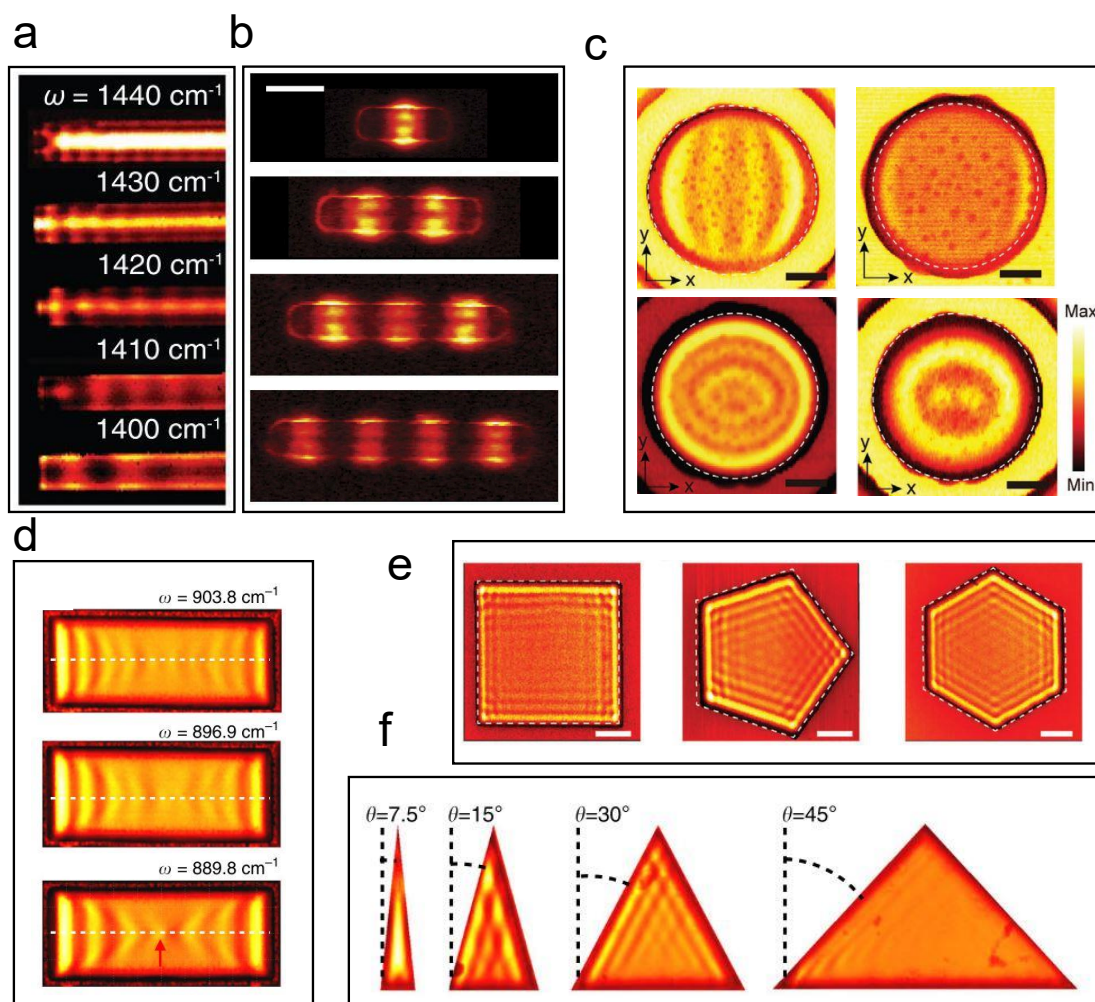 a
b
c
ω = 1440 cm⁻¹
1430 cm⁻¹
1420 cm⁻¹
1410 cm⁻¹
1400 cm⁻¹
y
x
y
x
y
x
y
x
Max
Min
d
ω = 903.8 cm⁻¹
ω = 896.9 cm⁻¹
ω = 889.8 cm⁻¹
e
f
θ=7.5°
θ=15°
θ=30°
θ=45°